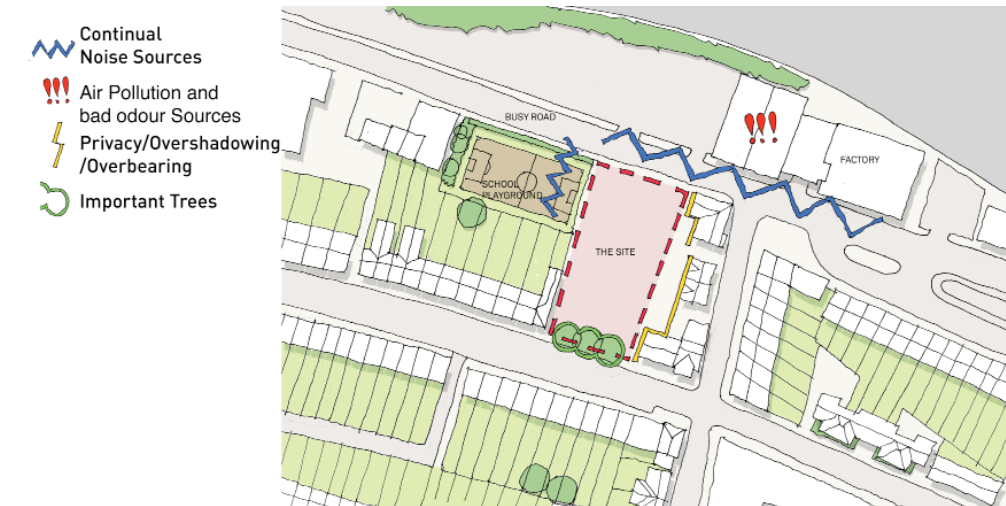 Continual
Noise Sources
!!! Air Pollution and
bad odour Sources
Privacy/Overshadowing
/Overbearing
Important Trees
BUSY ROAD
!!!
FACTORY
SCHOOL
PLAYGROUND
THE SITE